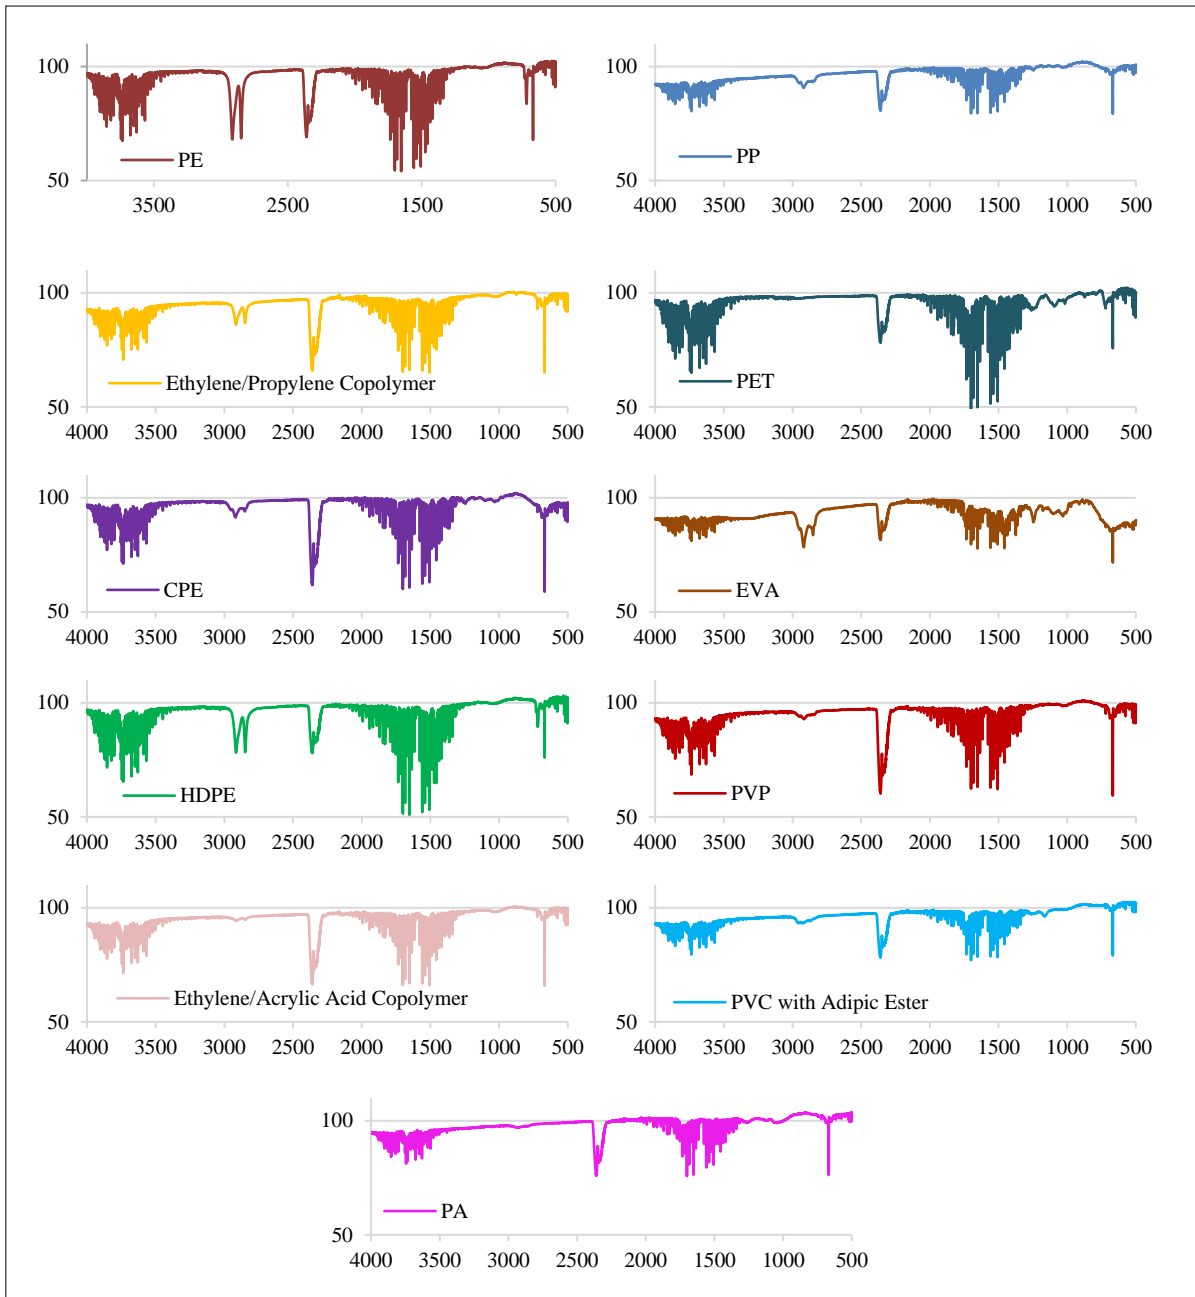 100
50
3500 2500 1500 500
PE
100
50
4000 3500 3000 2500 2000 1500 1000 500
PP
100
50
4000 3500 3000 2500 2000 1500 1000 500
Ethylene/Propylene Copolymer
100
50
4000 3500 3000 2500 2000 1500 1000 500
PET
100
50
4000 3500 3000 2500 2000 1500 1000 500
CPE
100
50
4000 3500 3000 2500 2000 1500 1000 500
EVA
100
50
4000 3500 3000 2500 2000 1500 1000 500
HDPE
100
50
4000 3500 3000 2500 2000 1500 1000 500
PVP
100
50
4000 3500 3000 2500 2000 1500 1000 500
Ethylene/Acrylic Acid Copolymer
100
50
4000 3500 3000 2500 2000 1500 1000 500
PVC with Adipic Ester
100
50
4000 3500 3000 2500 2000 1500 1000 500
PA